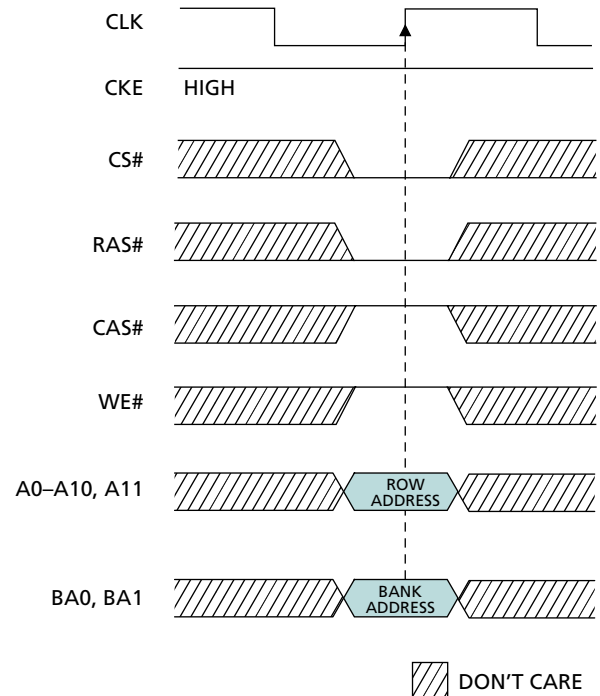 CLK
CKE HIGH
CS#
RAS#
CAS#
WE#
A0–A10, A11
ROW
ADDRESS
BA0, BA1
BANK
ADDRESS
DON'T CARE